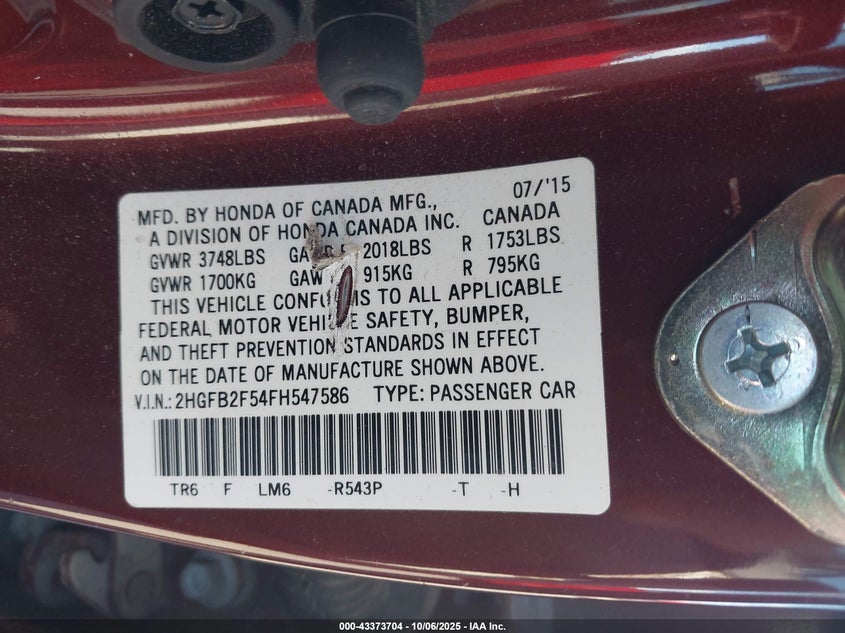 MFD. BY HONDA OF CANADA MFG., 07/'15
A DIVISION OF HONDA CANADA INC. CANADA
GVWR 3748LBS 2018LBS R 1753LBS
GVWR 1700KG 915KG R 795KG
THIS VEHICLE CONFORMS TO ALL APPLICABLE
FEDERAL MOTOR VEHICLE SAFETY, BUMPER,
AND THEFT PREVENTION STANDARDS IN EFFECT
ON THE DATE OF MANUFACTURE SHOWN ABOVE.
V.I.N.: 2HGFB2F54FH547586 TYPE: PASSENGER CAR
TR6 F LM6 -R543P -T -H
000-43373704 - 10/06/2025 - IAA Inc.